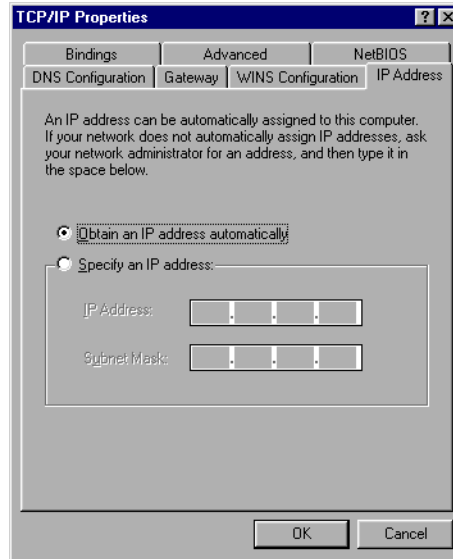 TCP/IP Properties ? X
Bindings Advanced NetBIOS
DNS Configuration Gateway WINS Configuration IP Address
An IP address can be automatically assigned to this computer.
If your network does not automatically assign IP addresses, ask
your network administrator for an address, and then type it in
the space below.
Obtain an IP address automatically
Specify an IP address:
IP Address:
. . .
Subnet Mask:
. . .
OK Cancel